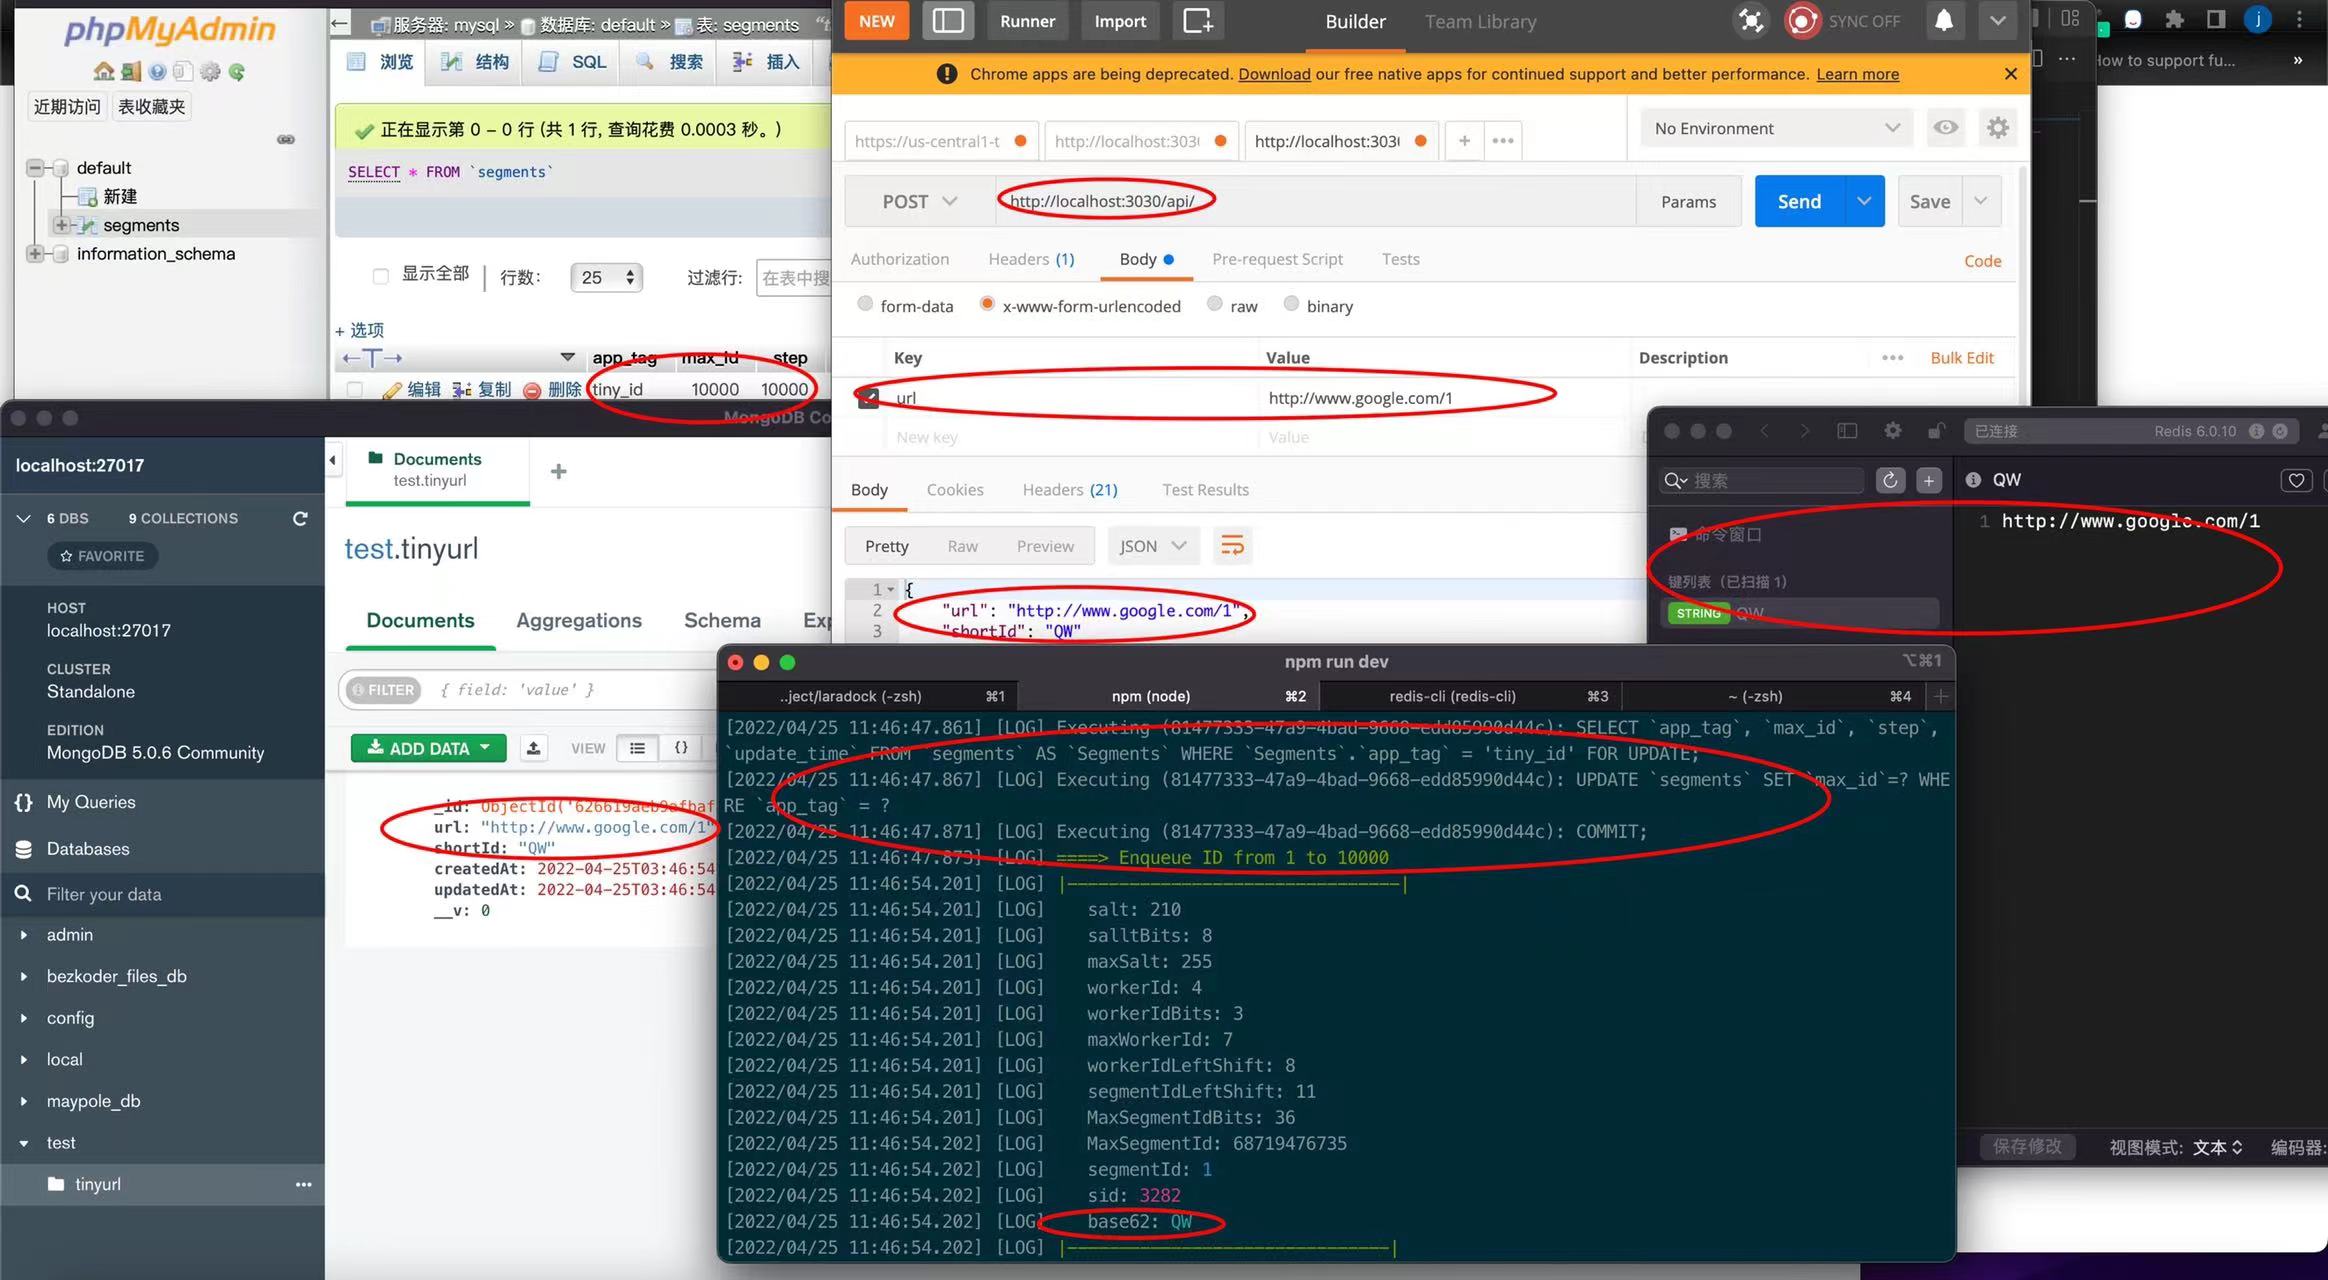 phpMyAdmin
近期访问 表收藏夹
default
新建
segments
information_schema
服务器: mysql » 数据库: default » 表: segments
浏览 结构 SQL 搜索 插入
正在显示第 0 - 0 行 (共 1 行, 查询花费 0.0003 秒。)
SELECT * FROM `segments`
显示全部 行数: 25 过滤行: 在表中搜
+ 选项
←T→ app_tag max_id step
编辑 复制 删除 tiny_id 10000 10000
NEW Runner Import Builder Team Library SYNC OFF
Chrome apps are being deprecated. Download our free native apps for continued support and better performance. Learn more
https://us-central1-t http://localhost:303 http://localhost:303 + •••
No Environment
POST http://localhost:3030/api/ Params Send Save
Authorization Headers (1) Body Pre-request Script Tests Code
form-data x-www-form-urlencoded raw binary
Key Value Description ••• Bulk Edit
url http://www.google.com/1
New key Value
Body Cookies Headers (21) Test Results
Pretty Raw Preview JSON
1 {
2 "url": "http://www.google.com/1",
3 "shortId": "QW"
j
How to support fu... »
已连接 Redis 6.0.10
搜索
命令窗口
键列表（已扫描 1）
STRING QW
QW
1 http://www.google.com/1
保存修改 视图模式: 文本 编码器:
MongoDB Co
localhost:27017
6 DBS 9 COLLECTIONS
FAVORITE
HOST
localhost:27017
CLUSTER
Standalone
EDITION
MongoDB 5.0.6 Community
{} My Queries
Databases
Filter your data
admin
bezkoder_files_db
config
local
maypole_db
test
tinyurl •••
Documents
test.tinyurl
test.tinyurl
Documents Aggregations Schema Ex
FILTER { field: 'value' }
ADD DATA VIEW {}
_id: ObjectId('626619aeb9afbaf
url: "http://www.google.com/1"
shortId: "QW"
createdAt: 2022-04-25T03:46:54
updatedAt: 2022-04-25T03:46:54
__v: 0
npm run dev ⌥⌘1
..ject/laradock (-zsh) ⌘1 npm (node) ⌘2 redis-cli (redis-cli) ⌘3 ~ (-zsh) ⌘4
[2022/04/25 11:46:47.861] [LOG] Executing (81477333-47a9-4bad-9668-edd85990d44c): SELECT `app_tag`, `max_id`, `step`,
`update_time` FROM `segments` AS `Segments` WHERE `Segments`.`app_tag` = 'tiny_id' FOR UPDATE;
[2022/04/25 11:46:47.867] [LOG] Executing (81477333-47a9-4bad-9668-edd85990d44c): UPDATE `segments` SET `max_id`=? WHE
RE `app_tag` = ?
[2022/04/25 11:46:47.871] [LOG] Executing (81477333-47a9-4bad-9668-edd85990d44c): COMMIT;
[2022/04/25 11:46:47.873] [LOG] ====> Enqueue ID from 1 to 10000
[2022/04/25 11:46:54.201] [LOG] |--------------------------------|
[2022/04/25 11:46:54.201] [LOG] salt: 210
[2022/04/25 11:46:54.201] [LOG] salltBits: 8
[2022/04/25 11:46:54.201] [LOG] maxSalt: 255
[2022/04/25 11:46:54.201] [LOG] workerId: 4
[2022/04/25 11:46:54.201] [LOG] workerIdBits: 3
[2022/04/25 11:46:54.201] [LOG] maxWorkerId: 7
[2022/04/25 11:46:54.201] [LOG] workerIdLeftShift: 8
[2022/04/25 11:46:54.201] [LOG] segmentIdLeftShift: 11
[2022/04/25 11:46:54.201] [LOG] MaxSegmentIdBits: 36
[2022/04/25 11:46:54.202] [LOG] MaxSegmentId: 68719476735
[2022/04/25 11:46:54.202] [LOG] segmentId: 1
[2022/04/25 11:46:54.202] [LOG] sid: 3282
[2022/04/25 11:46:54.202] [LOG] base62: QW
[2022/04/25 11:46:54.202] [LOG] |-------------------------------|